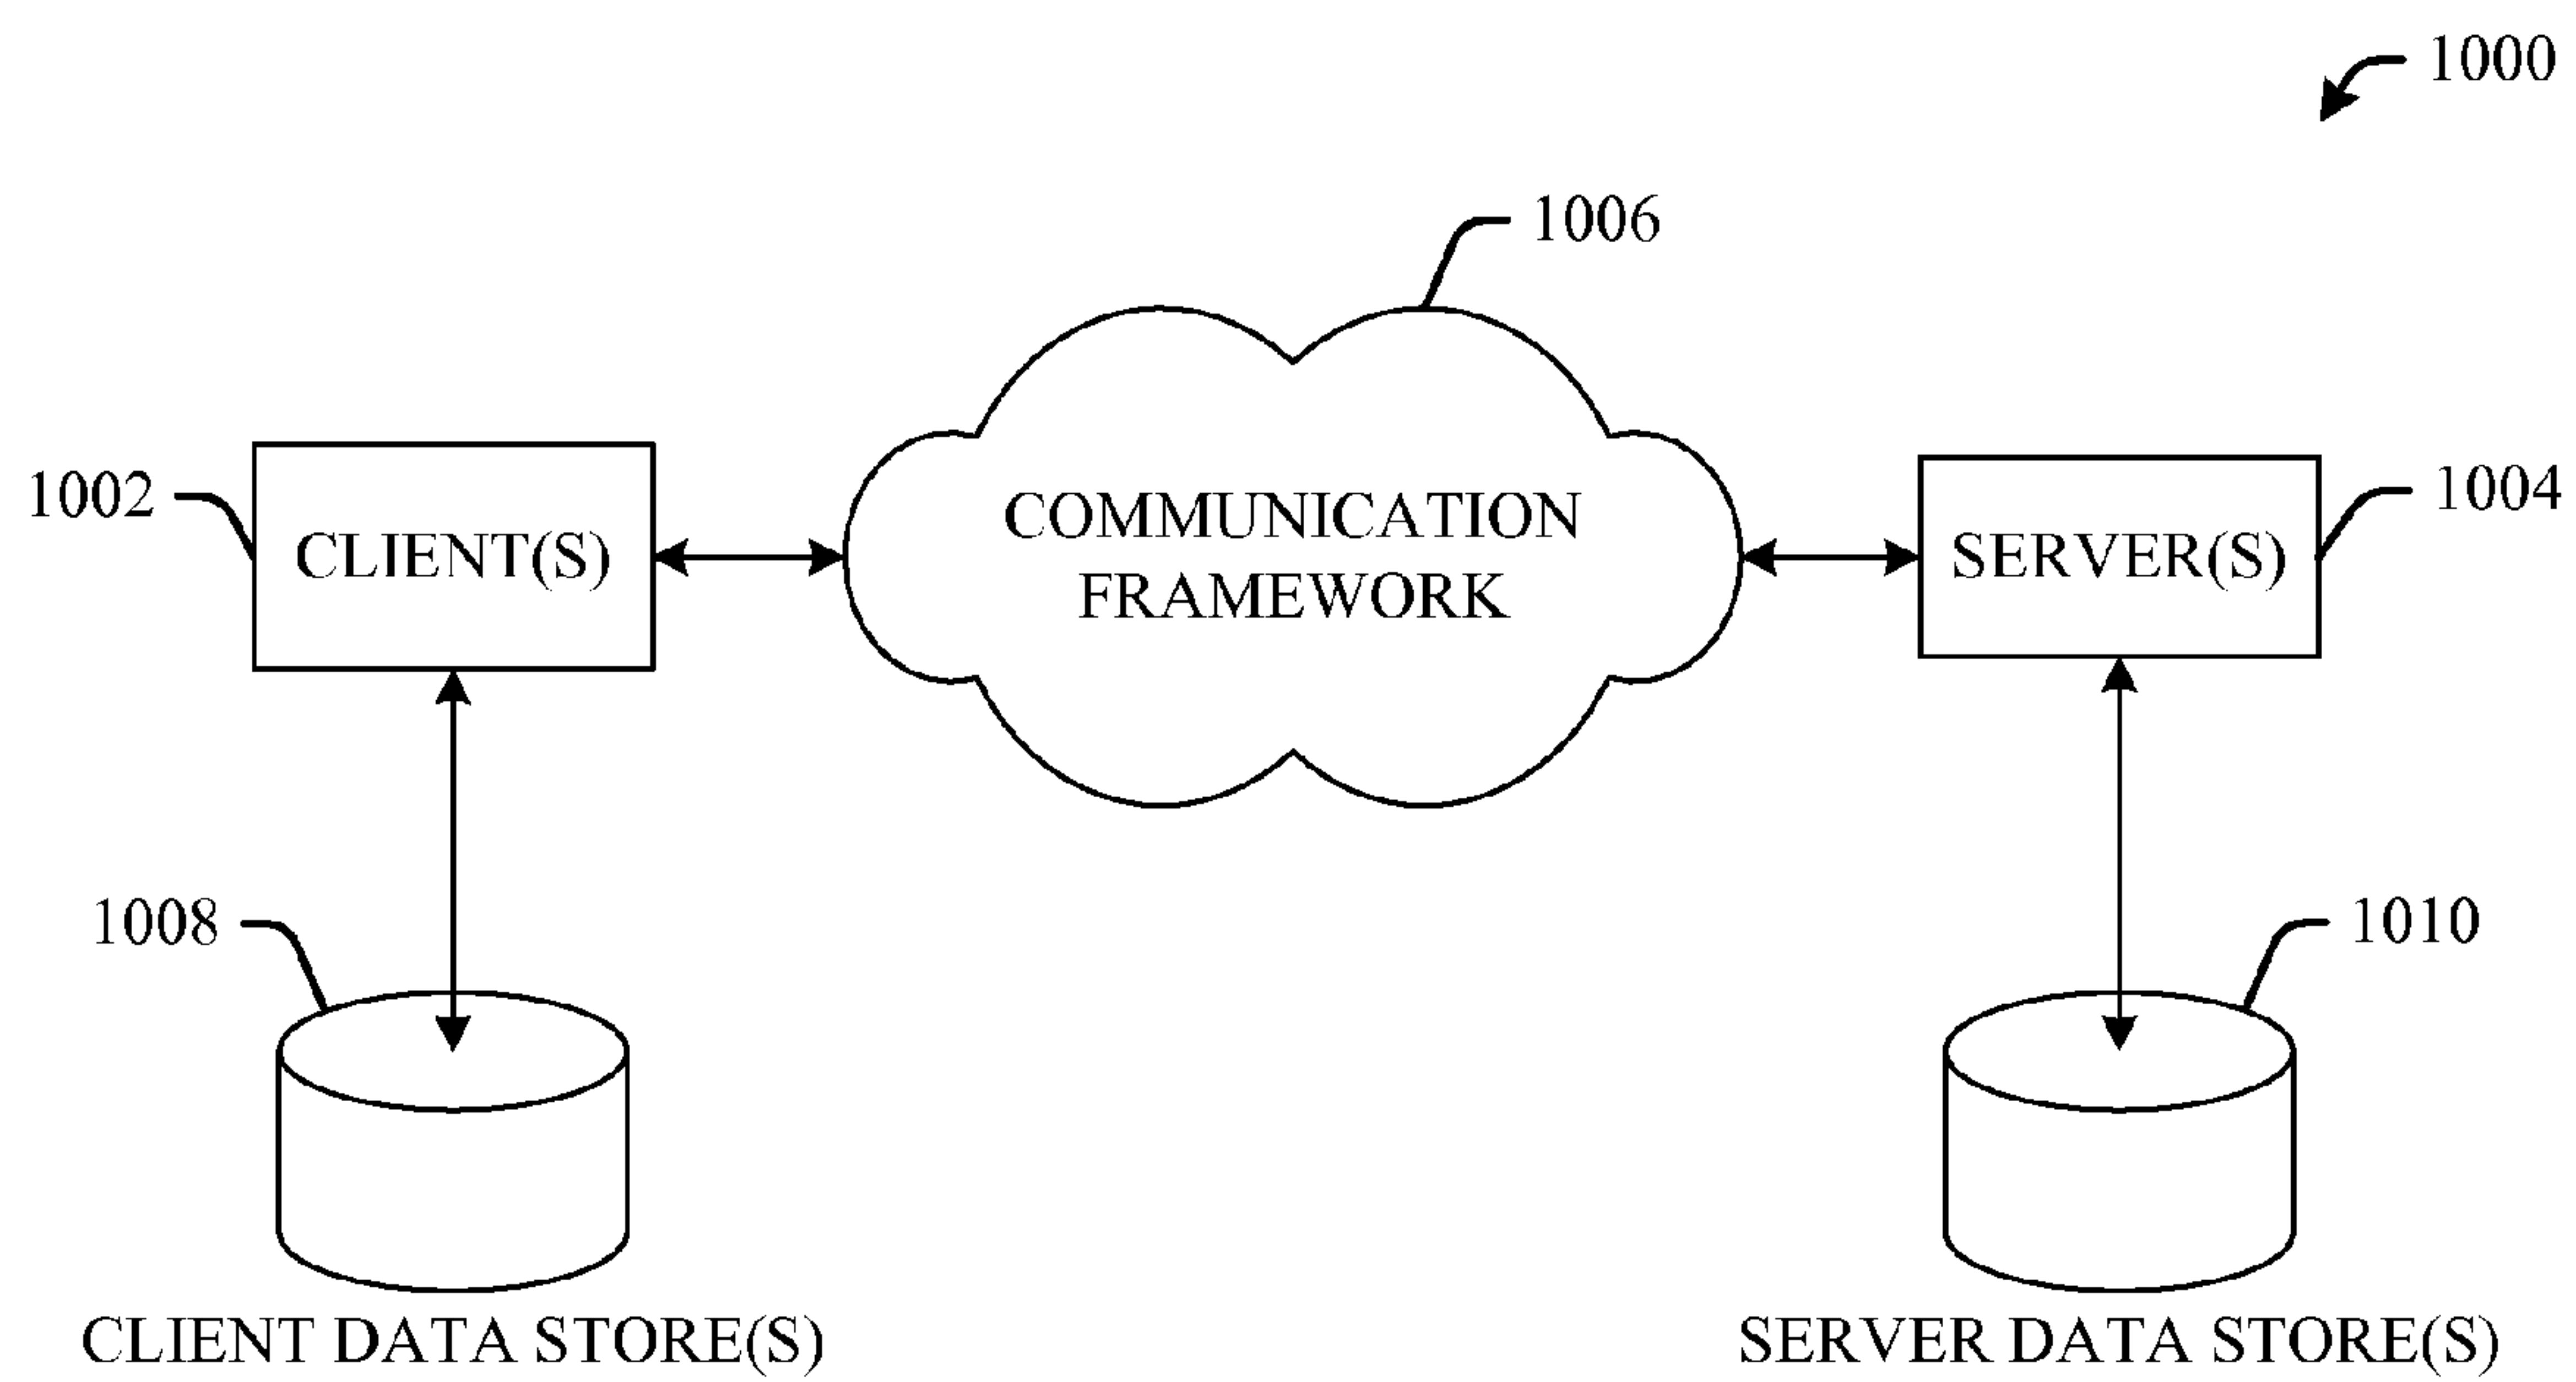 1000
1006
1002
CLIENT(S)
COMMUNICATION
FRAMEWORK
SERVER(S)
1004
1008
1010
CLIENT DATA STORE(S)
SERVER DATA STORE(S)